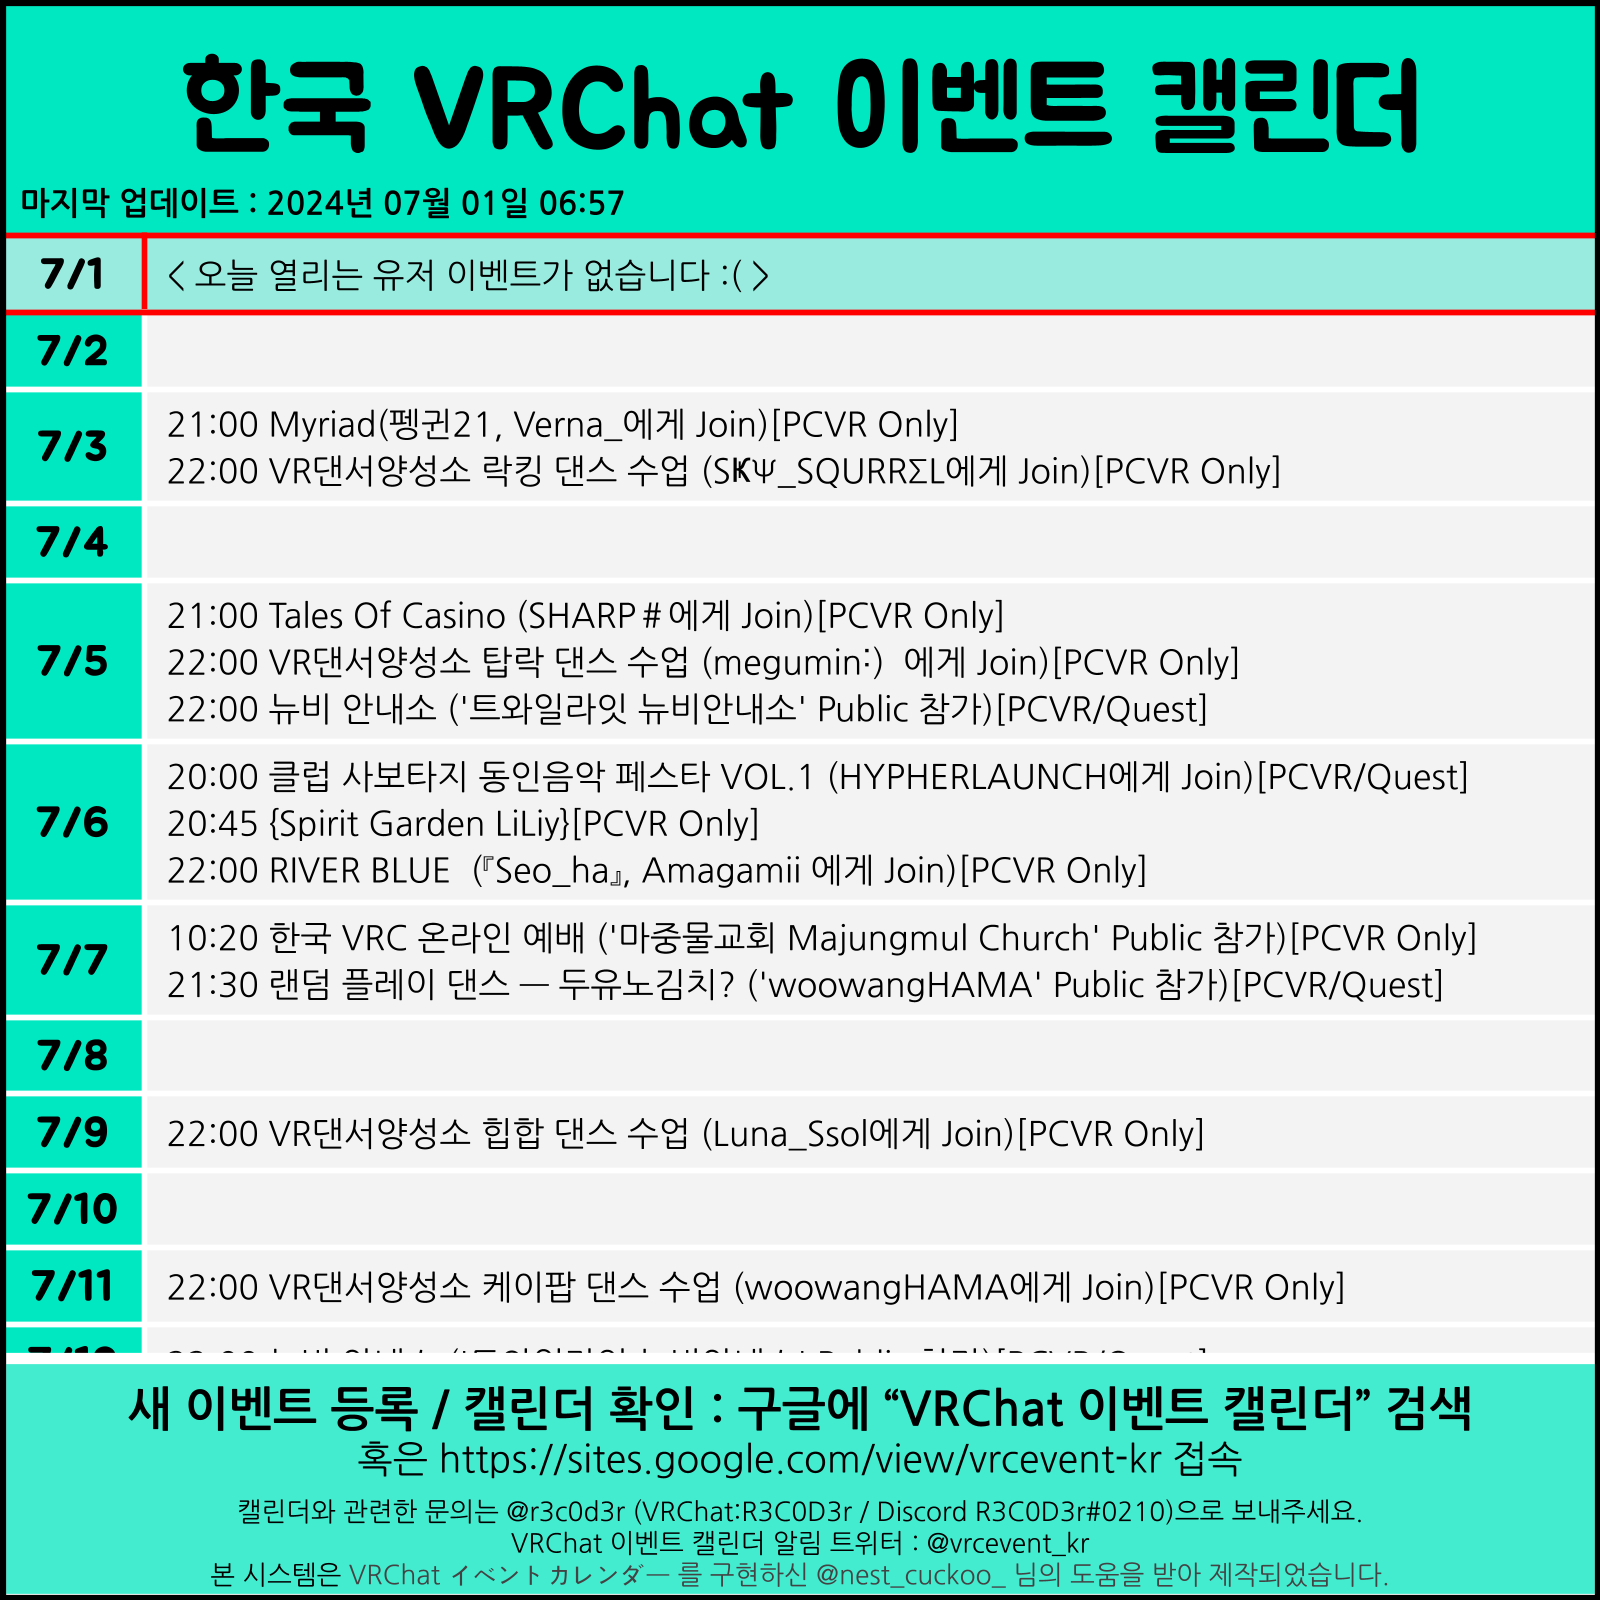 한국 VRChat 이벤트 캘린더
마지막 업데이트 : 2024년 07월 01일 06:57
7/1 < 오늘 열리는 유저 이벤트가 없습니다 :( >
7/2
7/3
21:00 Myriad(펭귄21, Verna_에게 Join)[PCVR Only]
22:00 VR댄서양성소 락킹 댄스 수업 (SҜΨ_SQURRΣL에게 Join)[PCVR Only]
7/4
7/5
21:00 Tales Of Casino (SHARP＃에게 Join)[PCVR Only]
22:00 VR댄서양성소 탑락 댄스 수업 (megumin:)  에게 Join)[PCVR Only]
22:00 뉴비 안내소 ('트와일라잇 뉴비안내소' Public 참가)[PCVR/Quest]
7/6
20:00 클럽 사보타지 동인음악 페스타 VOL.1 (HYPHERLAUNCH에게 Join)[PCVR/Quest]
20:45 {Spirit Garden LiLiy}[PCVR Only]
22:00 RIVER BLUE  (『Seo_ha』, Amagamii 에게 Join)[PCVR Only]
7/7
10:20 한국 VRC 온라인 예배 ('마중물교회 Majungmul Church' Public 참가)[PCVR Only]
21:30 랜덤 플레이 댄스 — 두유노김치? ('woowangHAMA' Public 참가)[PCVR/Quest]
7/8
7/9 22:00 VR댄서양성소 힙합 댄스 수업 (Luna_Ssol에게 Join)[PCVR Only]
7/10
7/11 22:00 VR댄서양성소 케이팝 댄스 수업 (woowangHAMA에게 Join)[PCVR Only]
새 이벤트 등록 / 캘린더 확인 : 구글에 “VRChat 이벤트 캘린더” 검색
혹은 https://sites.google.com/view/vrcevent-kr 접속
캘린더와 관련한 문의는 @r3c0d3r (VRChat:R3C0D3r / Discord R3C0D3r#0210)으로 보내주세요.
VRChat 이벤트 캘린더 알림 트위터 : @vrcevent_kr
본 시스템은 VRChat イベントカレンダー 를 구현하신 @nest_cuckoo_ 님의 도움을 받아 제작되었습니다.